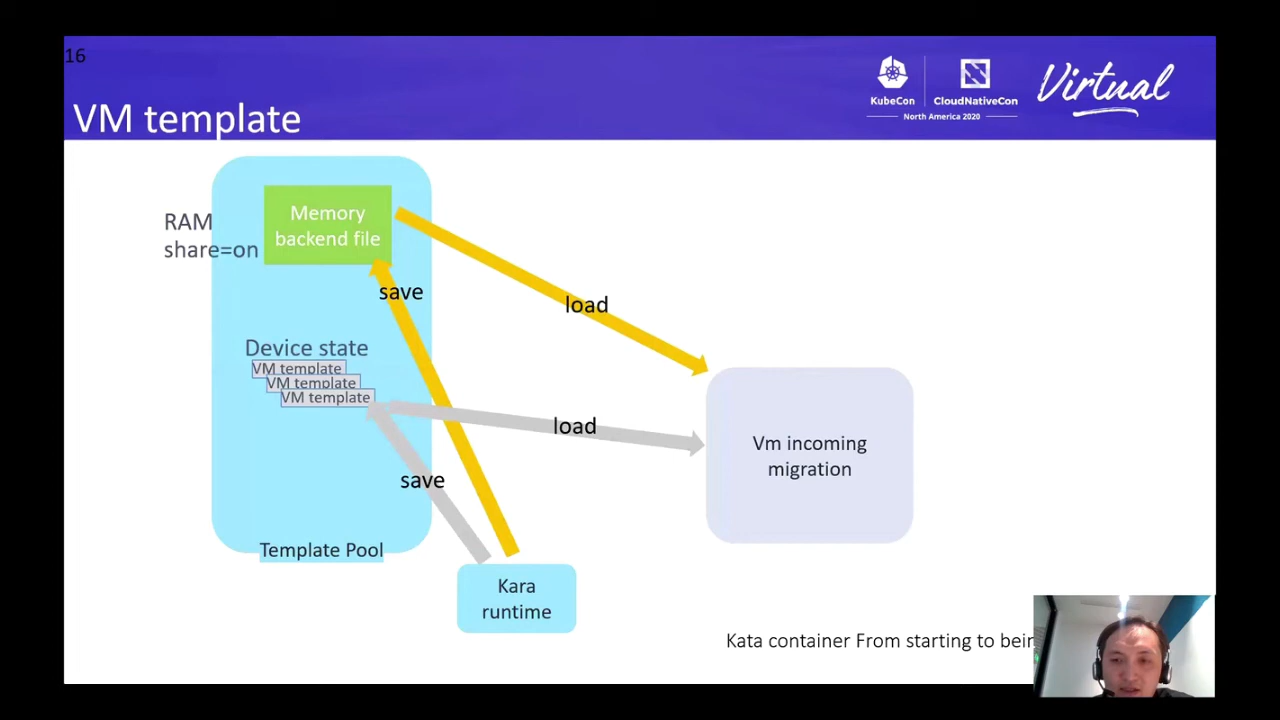 16
VM template
KubeCon
CloudNativeCon
North America 2020
Virtual
RAM
share=on
Memory
backend file
save
load
Device state
VM template
VM template
VM template
load
save
Vm incoming
migration
Template Pool
Kara
runtime
Kata container From starting to bein